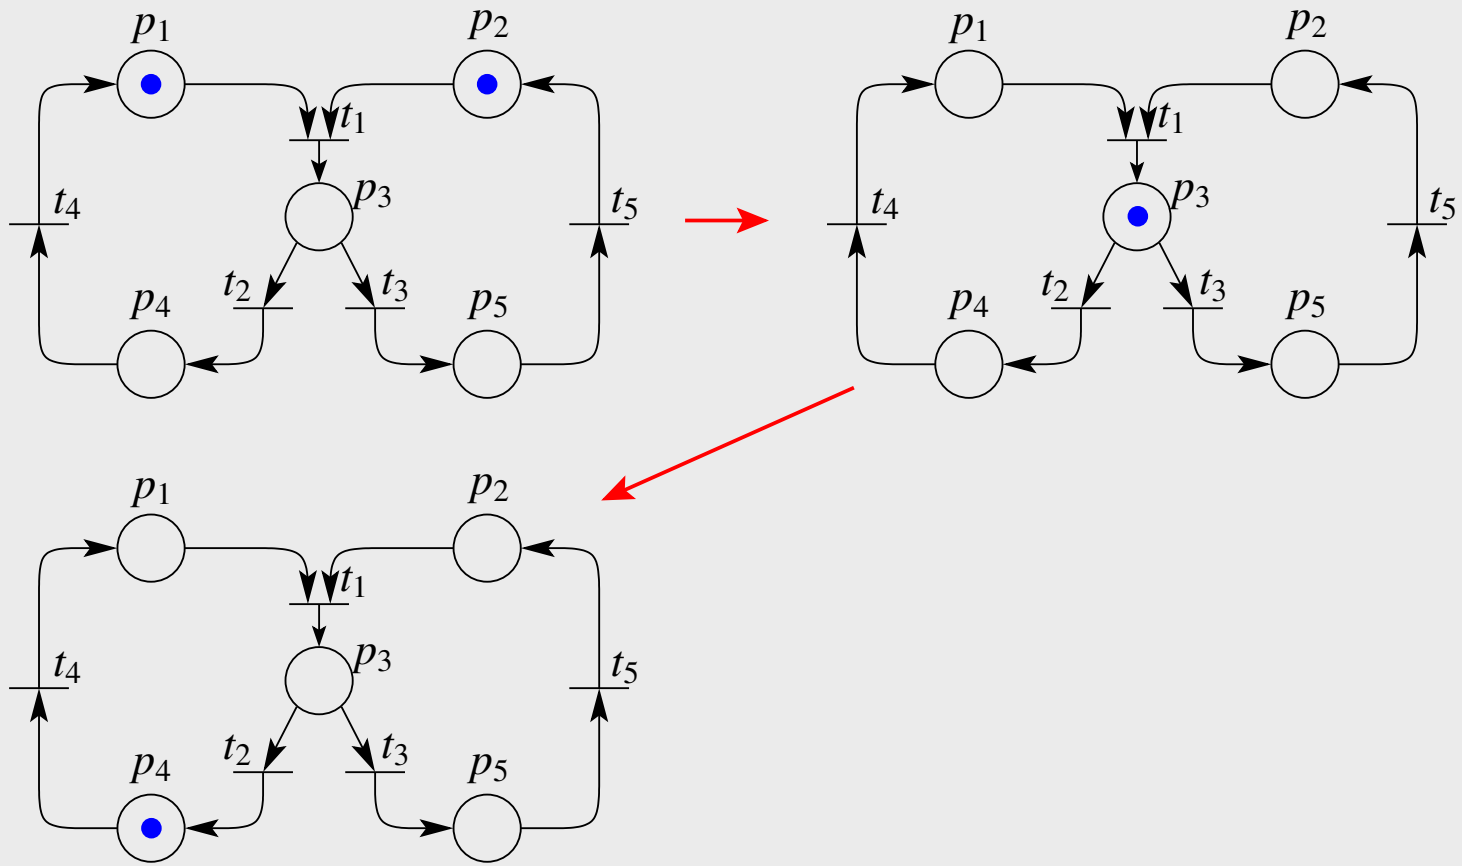 p1 p2 p1 p2
t1 t1
p3 p3
t4 t5 t4 t5
t2 t3 t2 t3
p4 p5 p4 p5
p1 p2
t1
p3
t4 t5
t2 t3
p4 p5